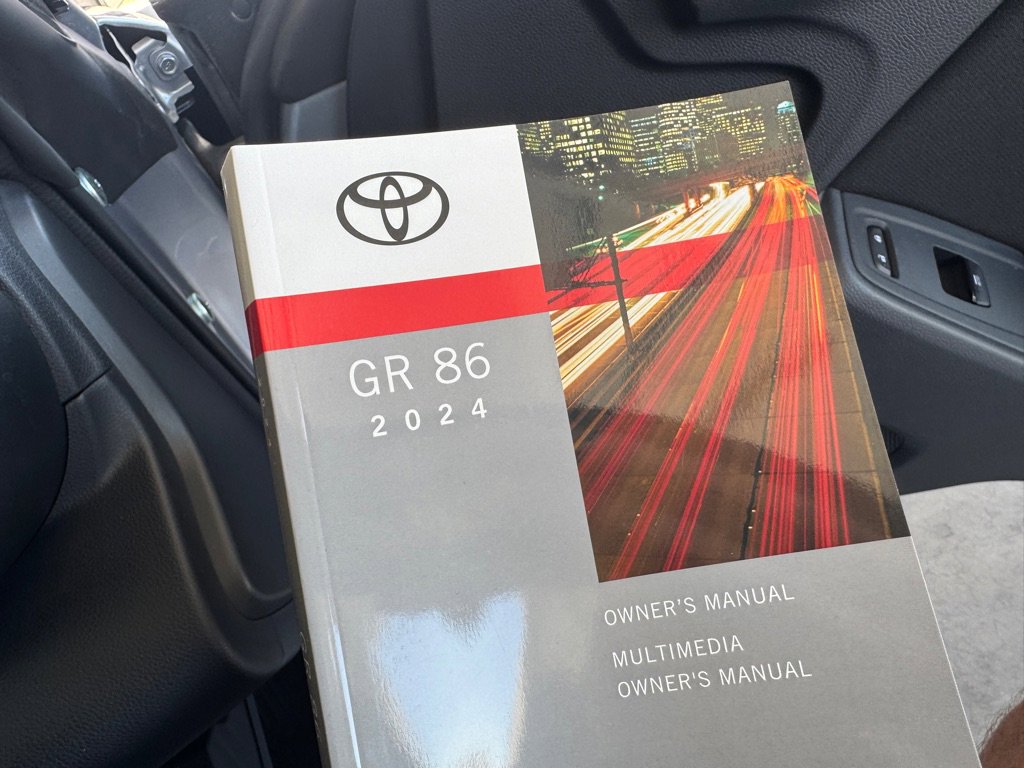 GR 86
2024
OWNER'S MANUAL
MULTIMEDIA
OWNER'S MANUAL